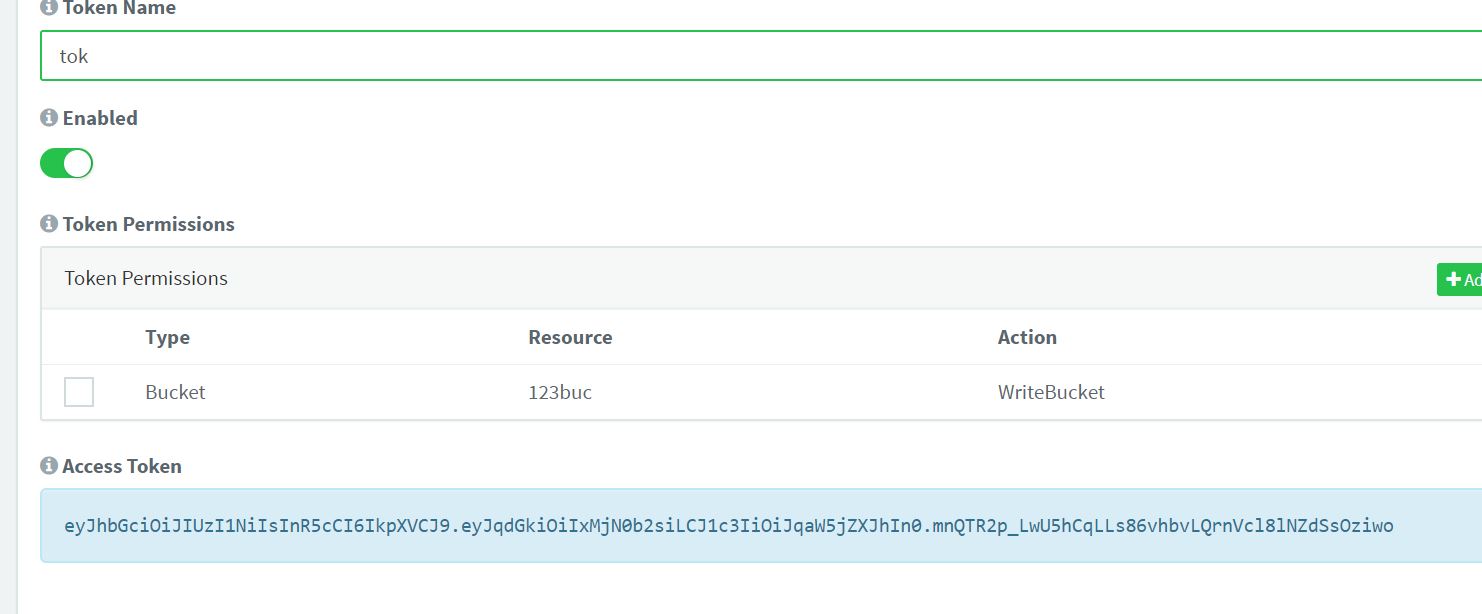 Token Name
tok
Enabled
Token Permissions
Token Permissions
Ad
Type Resource Action
Bucket 123buc WriteBucket
Access Token
eyJhbGciOiJIUzI1NiIsInR5cCI6IkpXVCJ9.eyJqdGkiOiIxMjN0b2siLCJ1c3IiOiJqaW5jZXJhIn0.mnQTR2p_LwU5hCqLLs86vhbvLQrnVcl8lNZdSsOziwo